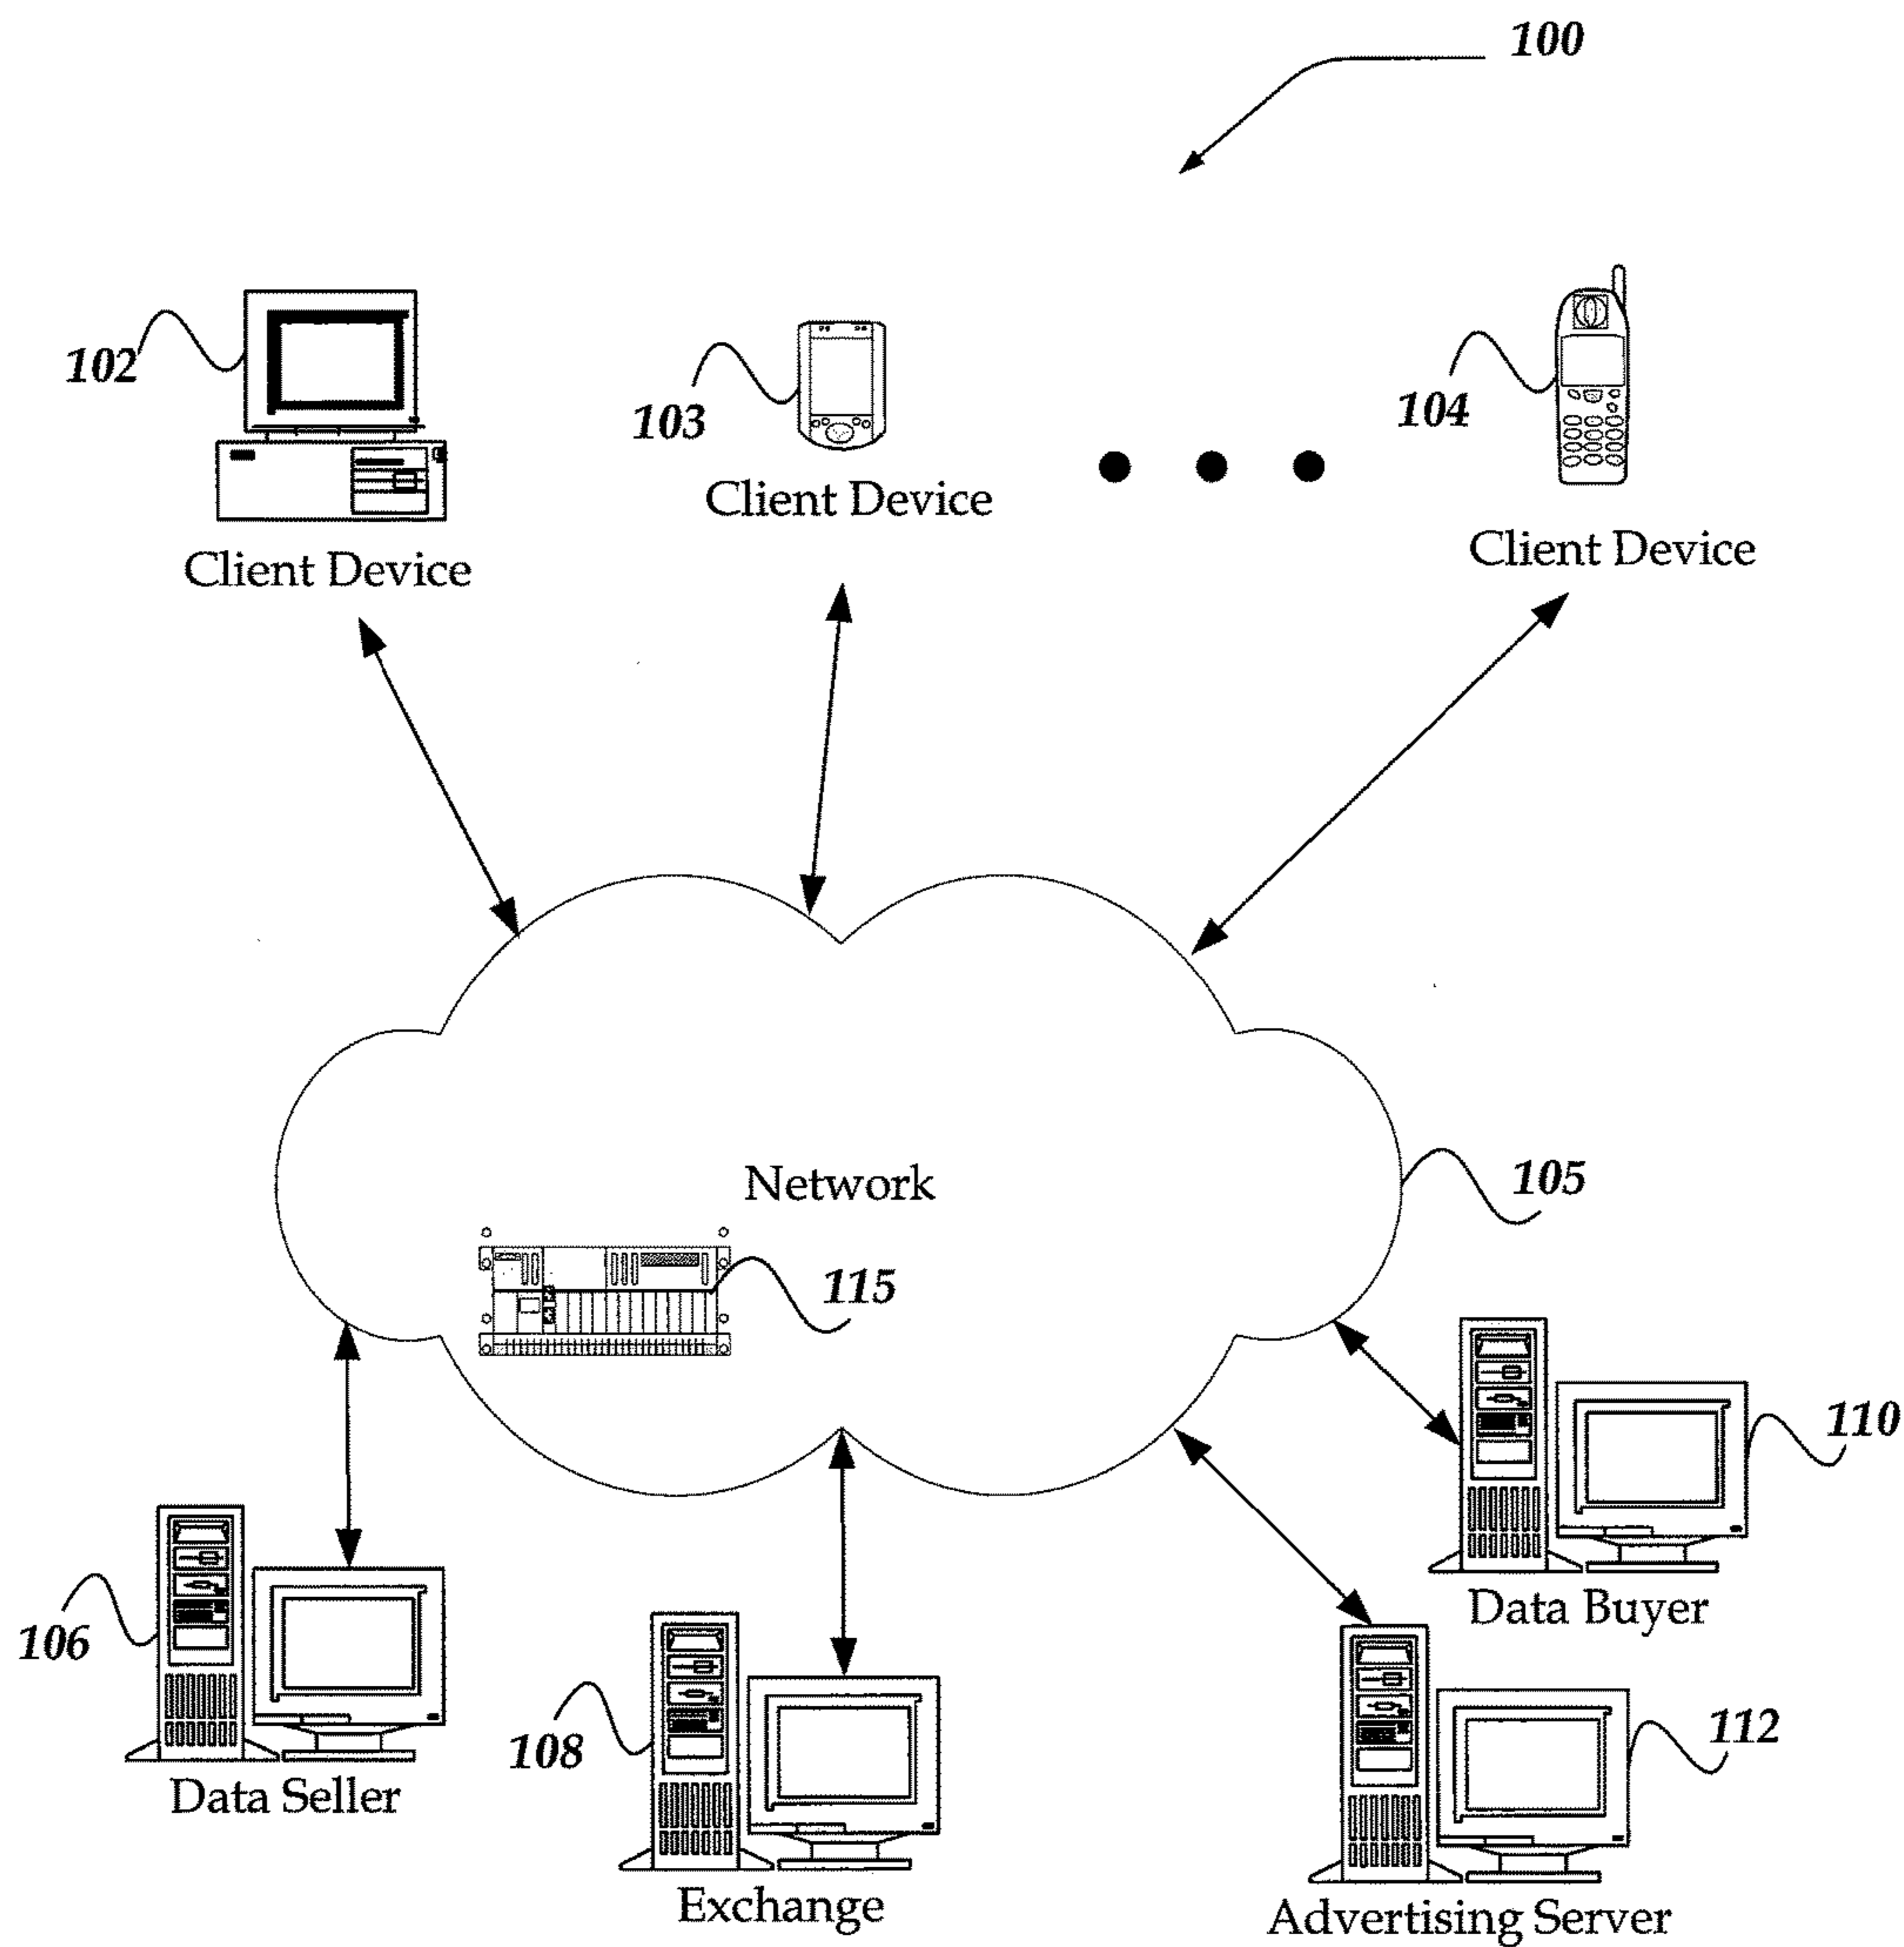 100
102
103
104
Client Device
Client Device
Client Device
Network
105
115
110
106
Data Buyer
108
112
Data Seller
Exchange
Advertising Server